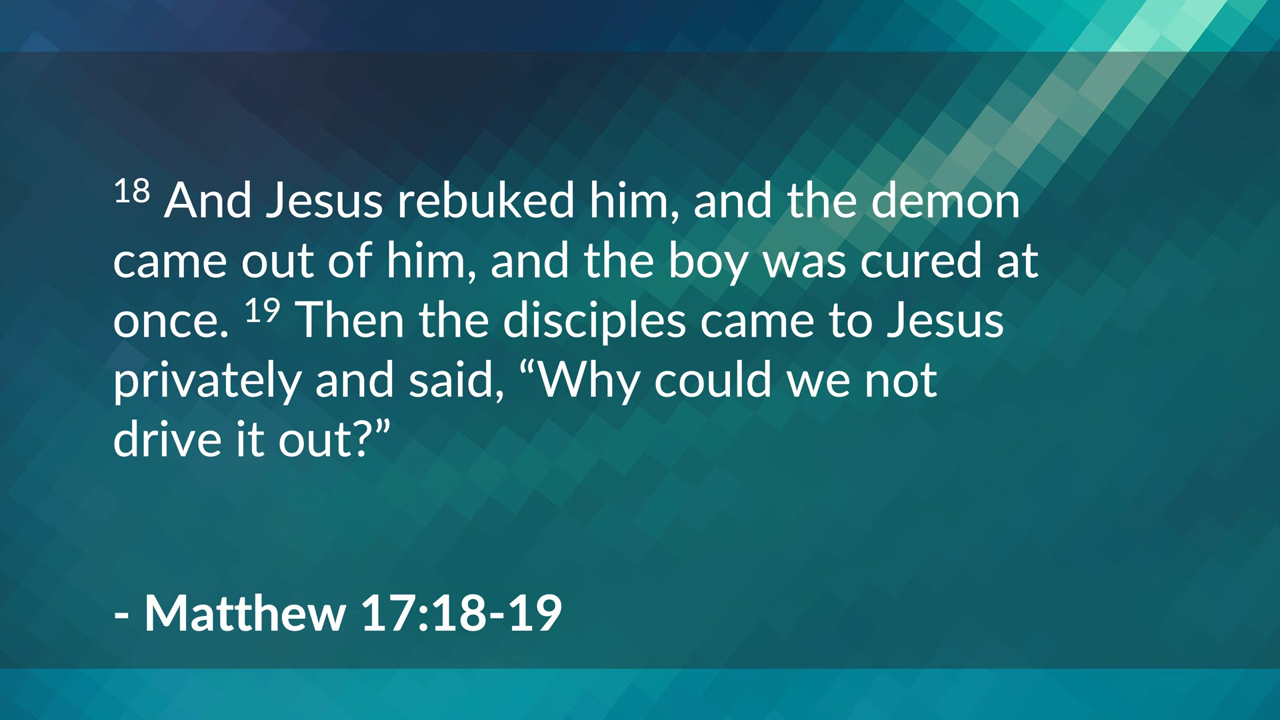 18 And Jesus rebuked him, and the demon
came out of him, and the boy was cured at
once. 19 Then the disciples came to Jesus
privately and said, “Why could we not
drive it out?”
- Matthew 17:18-19